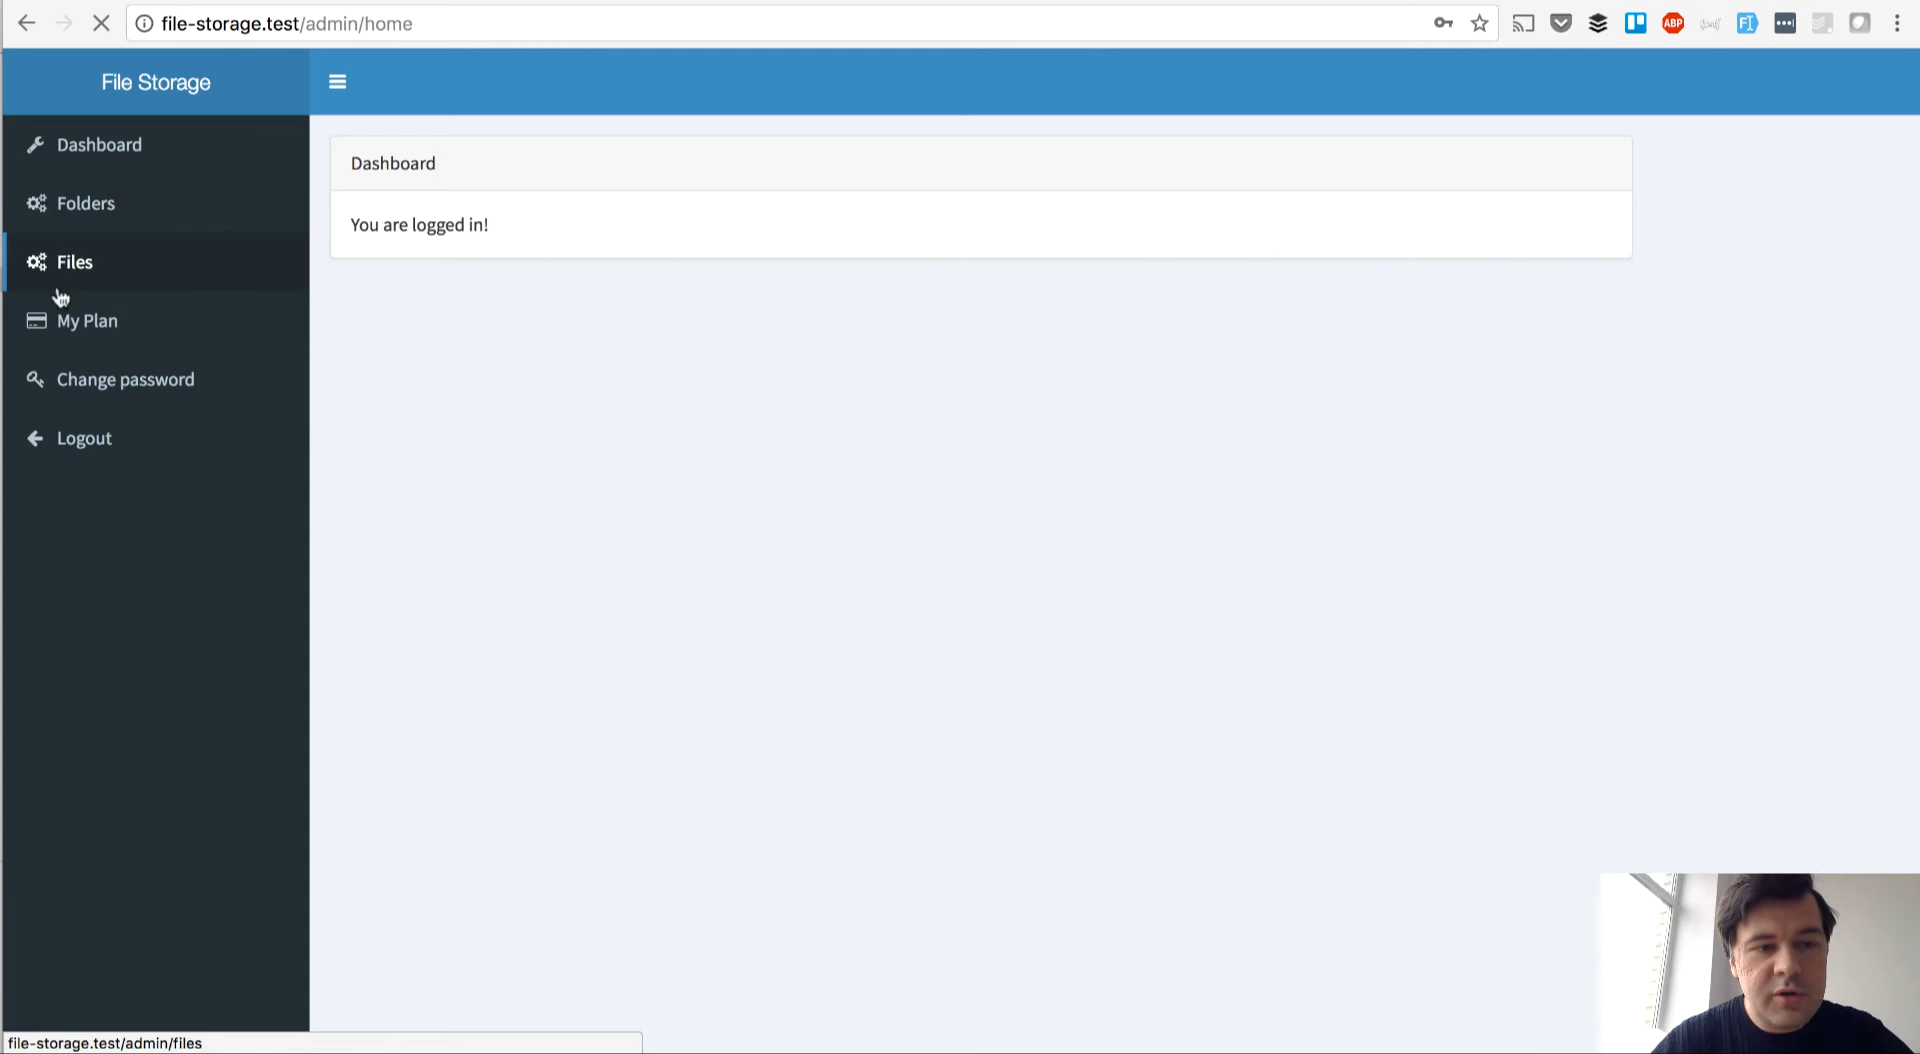 file-storage.test/admin/home
ABP
File Storage
Dashboard
Folders
Files
My Plan
Change password
Logout
Dashboard
You are logged in!
file-storage.test/admin/files